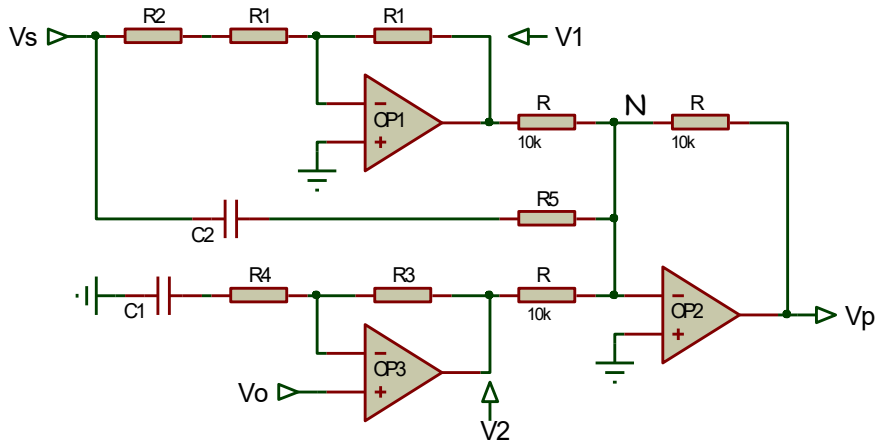 R2 R1 R1
Vs V1
R N R
- OP1 +
10k 10k
R5
C2
R4 R3 R
C1 10k
- OP2 +
Vp
- OP3 +
Vo
V2